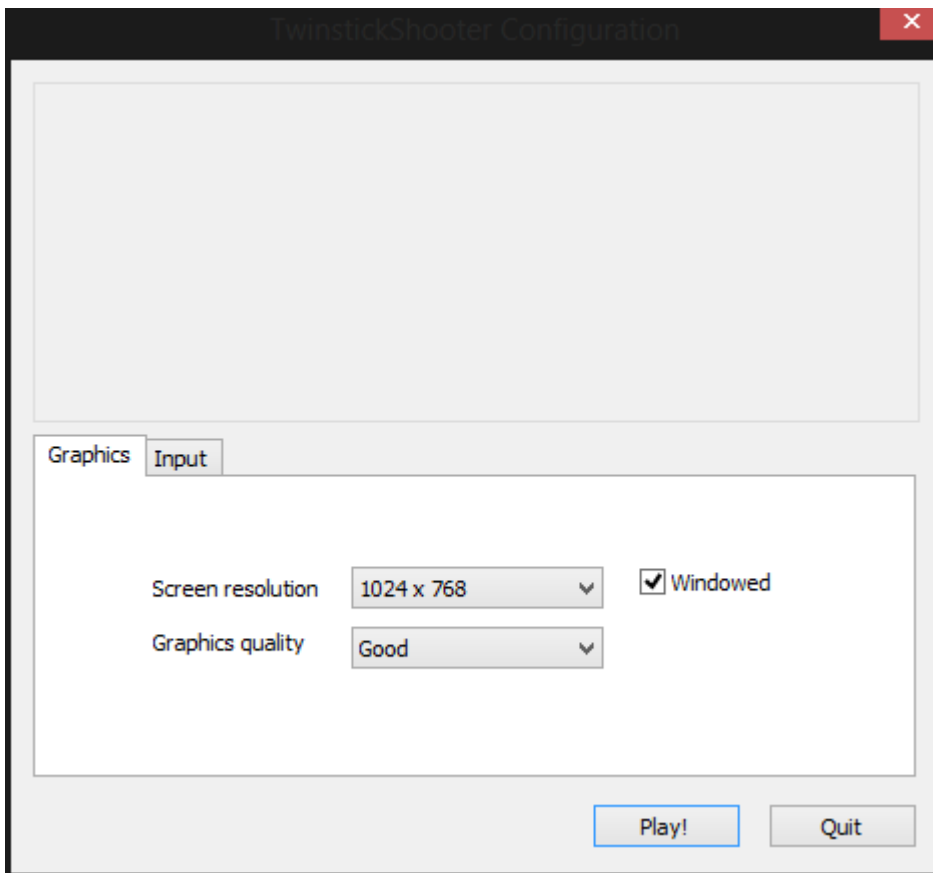 TwinstickShooter Configuration
Graphics
Input
Screen resolution
1024 x 768
Windowed
Graphics quality
Good
Play!
Quit